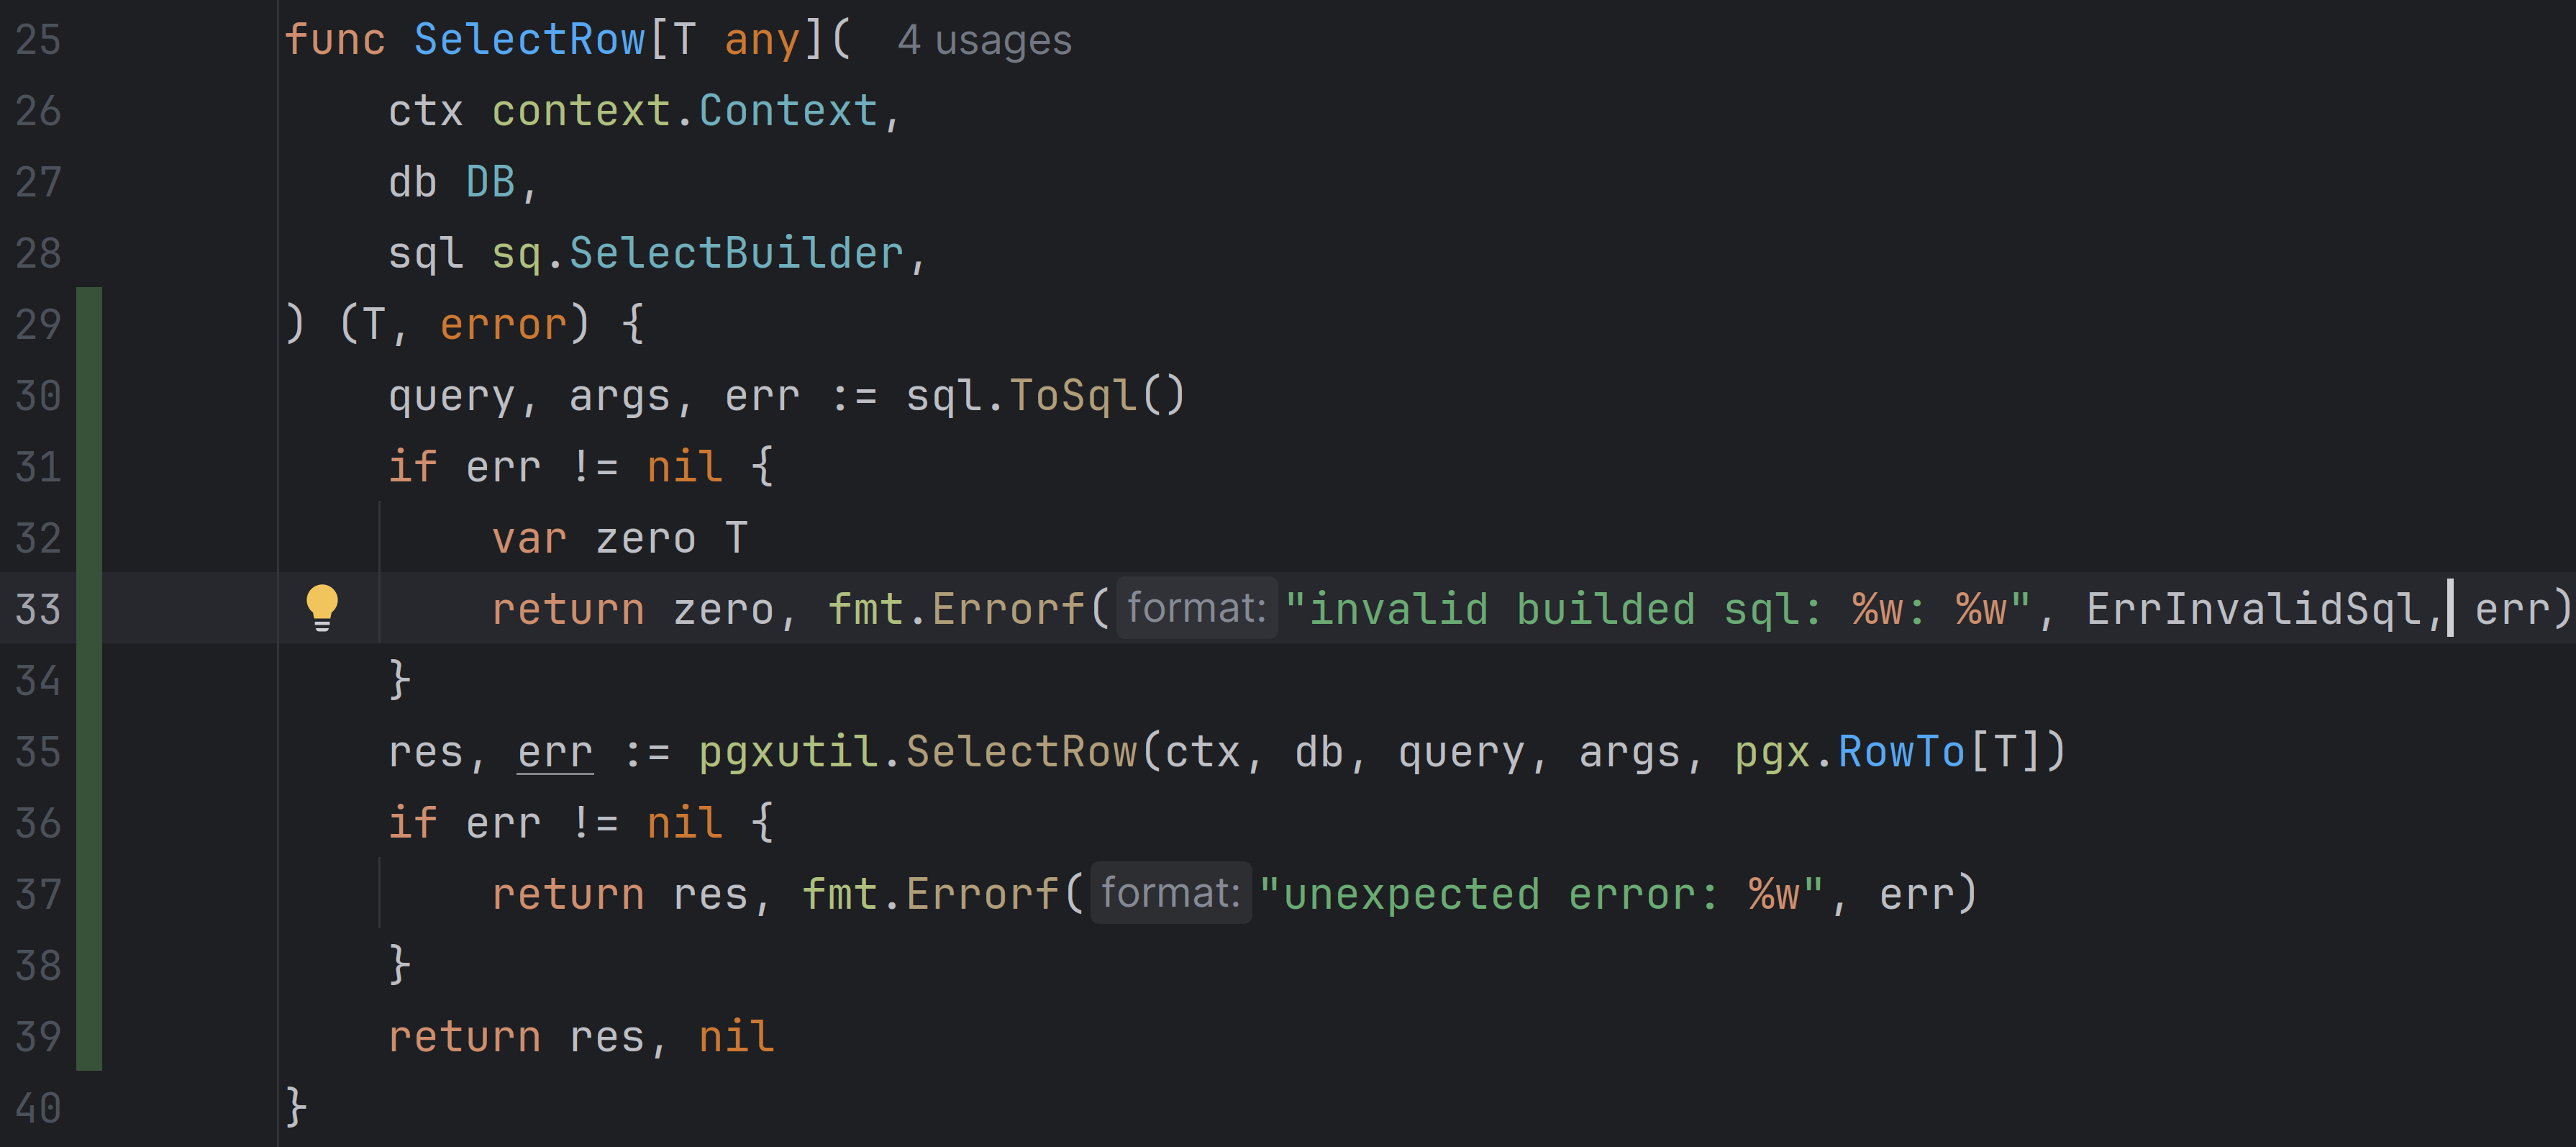 25 func SelectRow[T any]( 4 usages
26 ctx context.Context,
27 db DB,
28 sql sq.SelectBuilder,
29 ) (T, error) {
30 query, args, err := sql.ToSql()
31 if err != nil {
32 var zero T
33 return zero, fmt.Errorf( format: "invalid builded sql: %w: %w", ErrInvalidSql, err)
34 }
35 res, err := pgxutil.SelectRow(ctx, db, query, args, pgx.RowTo[T])
36 if err != nil {
37 return res, fmt.Errorf( format: "unexpected error: %w", err)
38 }
39 return res, nil
40 }